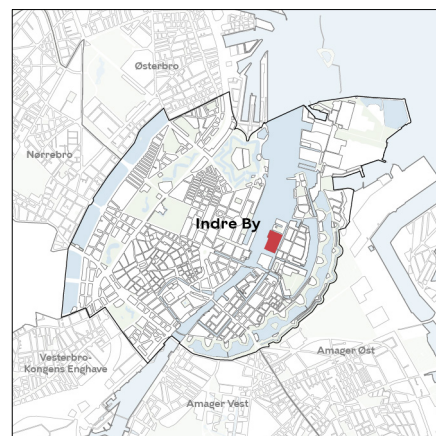 Østerbro
Nørrebro
Indre By
Vesterbro-
Kongens Enghave
Amager Øst
Amager Vest